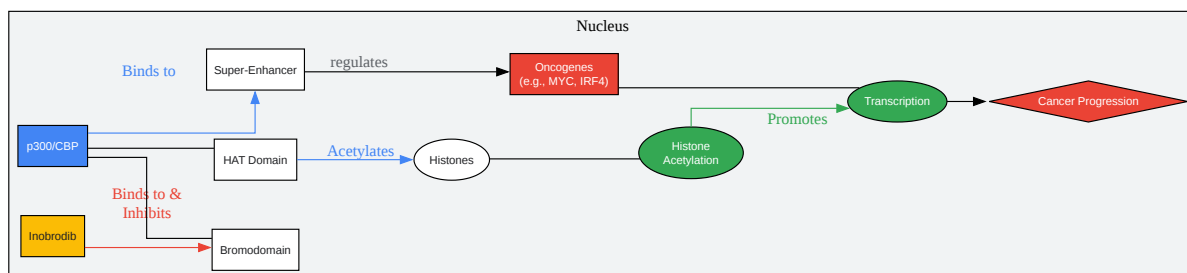 Nucleus
Binds to
Super-Enhancer
regulates
Oncogenes
(e.g., MYC, IRF4)
Transcription
Cancer Progression
Promotes
p300/CBP
HAT Domain
Acetylates
Histones
Histone
Acetylation
Binds to &
Inhibits
Inobrodib
Bromodomain